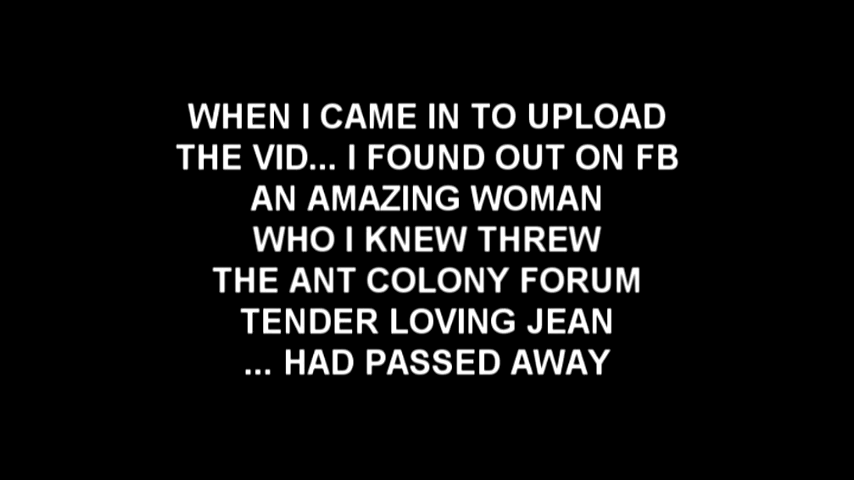 WHEN I CAME IN TO UPLOAD
THE VID... I FOUND OUT ON FB
AN AMAZING WOMAN
WHO I KNEW THREW
THE ANT COLONY FORUM
TENDER LOVING JEAN
... HAD PASSED AWAY